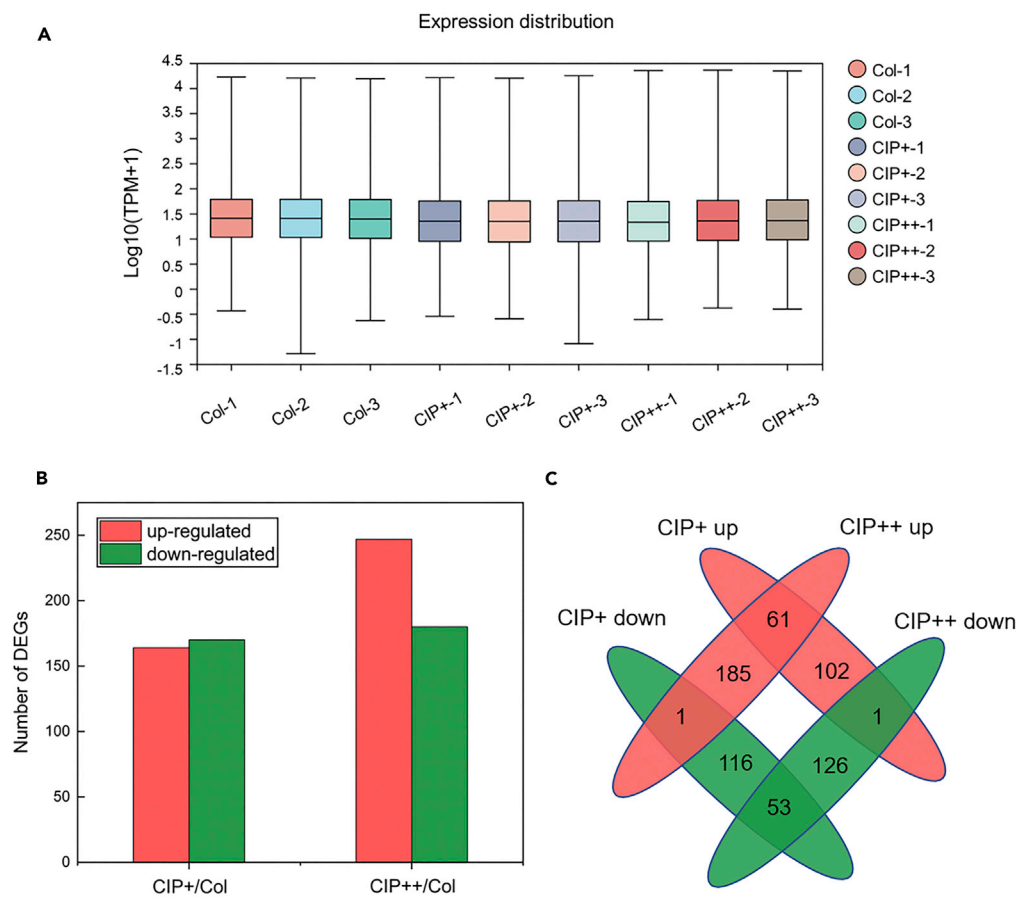 Expression distribution
A
Log10(TPM+1)
4.5
4
3.5
3
2.5
2
1.5
1
0.5
0
-0.5
-1
-1.5
Col-1
Col-2
Col-3
CIP+-1
CIP+-2
CIP+-3
CIP++-1
CIP++-2
CIP++-3
Col-1
Col-2
Col-3
CIP+-1
CIP+-2
CIP+-3
CIP++-1
CIP++-2
CIP++-3
B
Number of DEGs
250
200
150
100
50
0
up-regulated
down-regulated
CIP+/Col
CIP++/Col
C
CIP+ up
CIP++ up
CIP+ down
CIP++ down
61
185
102
1
1
116
126
53